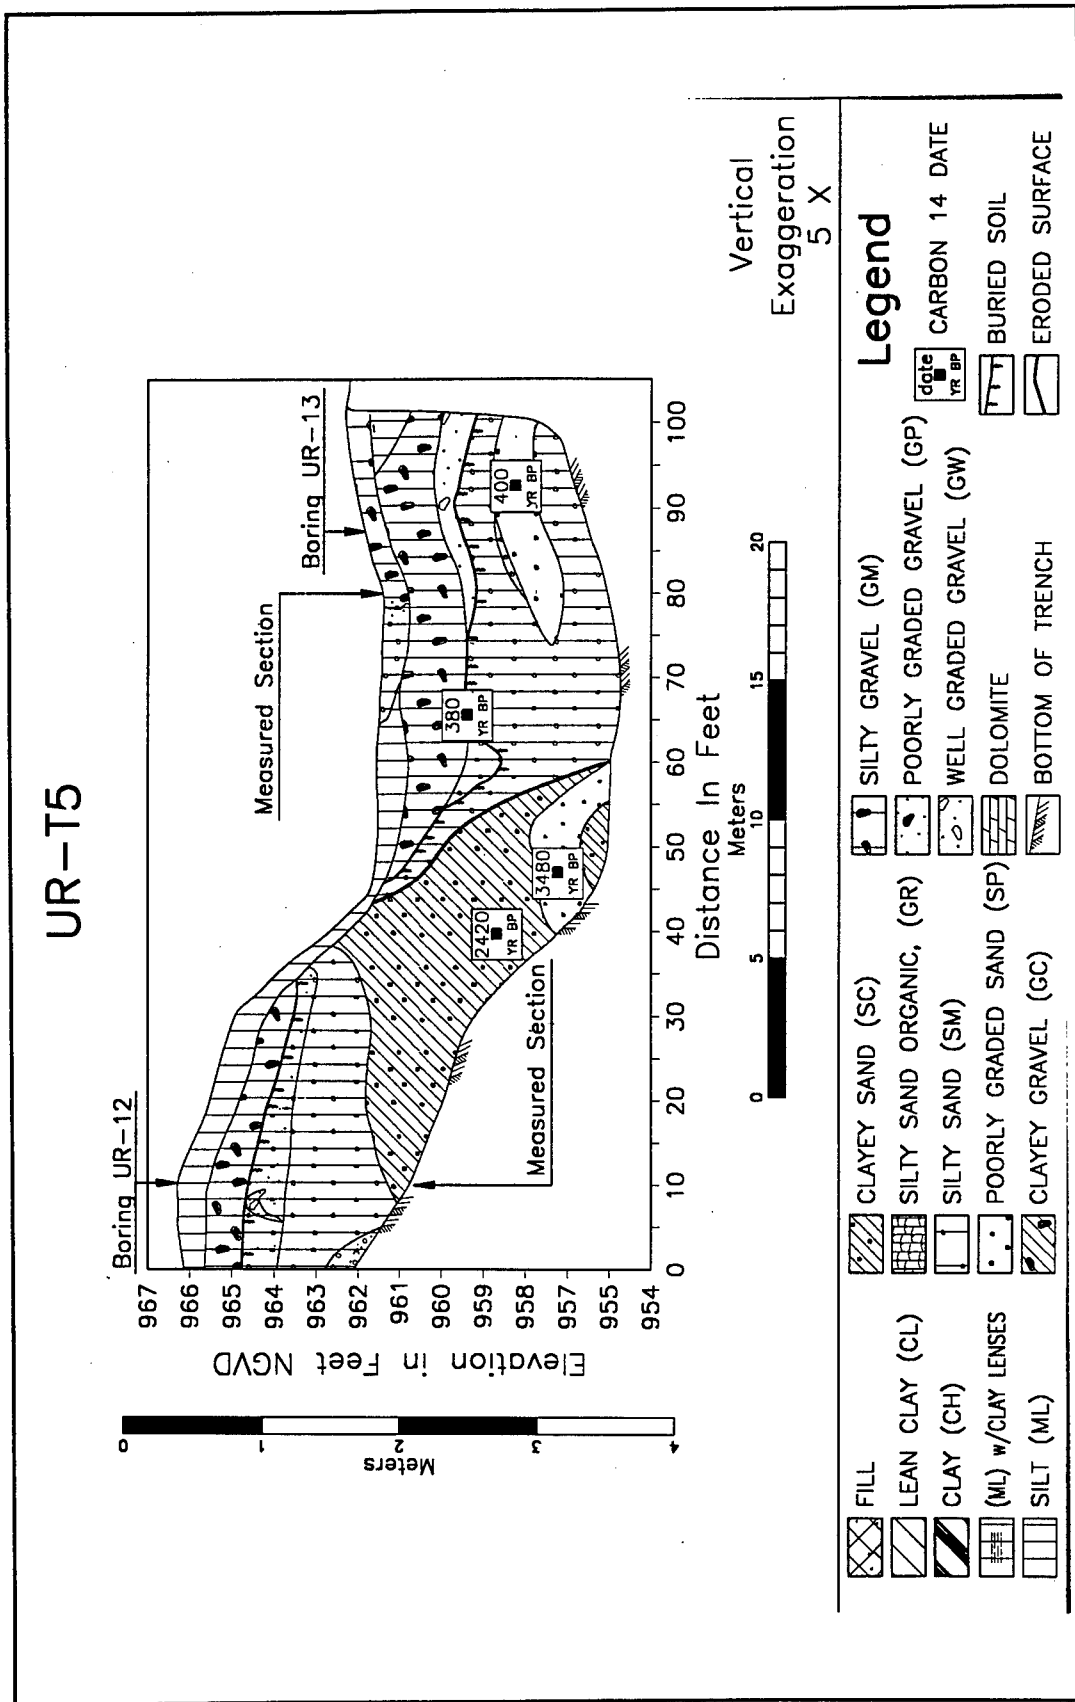 UR-T5
Boring UR-12
Measured Section
Boring UR-13
Measured Section
967
966
965
964
963
962
961
960
959
958
957
955
954
Elevation in Feet NGVD
0
1
2
3
4
Meters
2420
YR BP
3480
YR BP
380
YR BP
400
YR BP
0 10 20 30 40 50 60 70 80 90 100
Distance In Feet
Meters
0 5 10 15 20
Vertical
Exaggeration
5 X
Legend
FILL
LEAN CLAY (CL)
CLAY (CH)
(ML) w/CLAY LENSES
SILT (ML)
CLAYEY SAND (SC)
SILTY SAND ORGANIC, (GR)
SILTY SAND (SM)
POORLY GRADED SAND (SP)
CLAYEY GRAVEL (GC)
SILTY GRAVEL (GM)
POORLY GRADED GRAVEL (GP)
WELL GRADED GRAVEL (GW)
DOLOMITE
BOTTOM OF TRENCH
date
YR BP
CARBON 14 DATE
BURIED SOIL
ERODED SURFACE